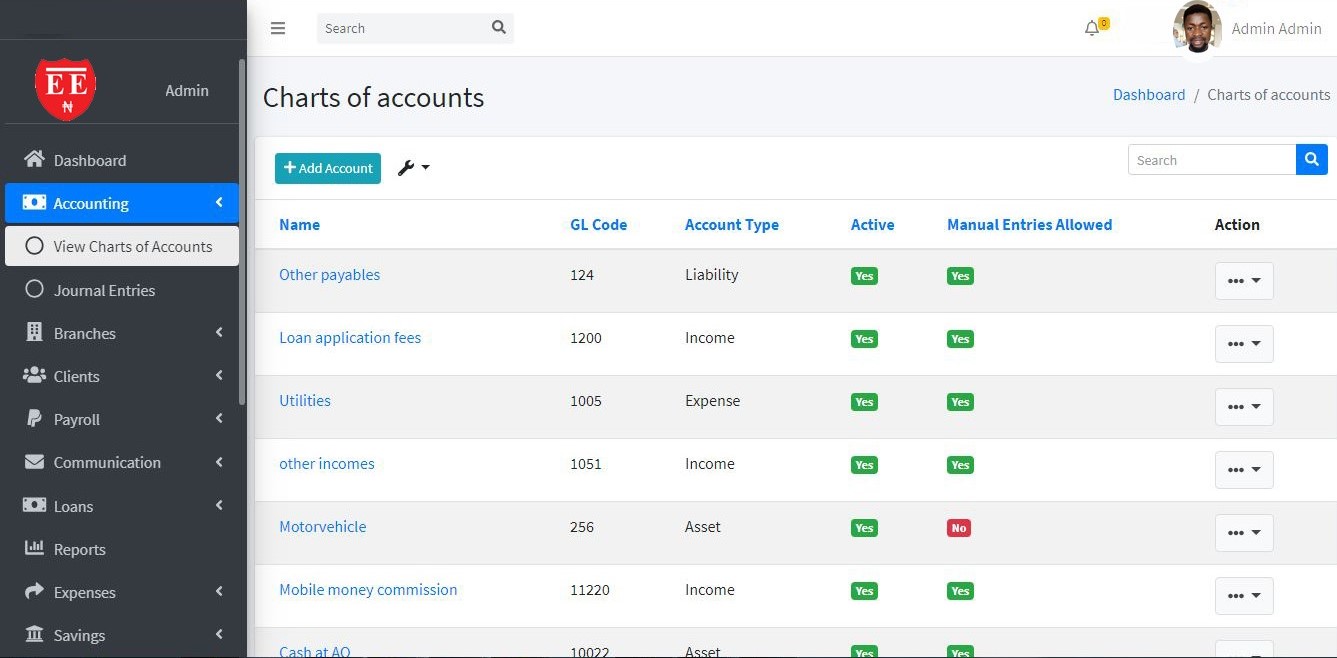 Search
0
Admin Admin
EE
₦
Admin
Charts of accounts
Dashboard / Charts of accounts
Dashboard
Accounting
View Charts of Accounts
Journal Entries
Branches
Clients
Payroll
Communication
Loans
Reports
Expenses
Savings
+ Add Account
Search
Name GL Code Account Type Active Manual Entries Allowed Action
Other payables 124 Liability Yes Yes
Loan application fees 1200 Income Yes Yes
Utilities 1005 Expense Yes Yes
other incomes 1051 Income Yes Yes
Motorvehicle 256 Asset Yes No
Mobile money commission 11220 Income Yes Yes
Cash at AO 10022 Asset Yes Yes